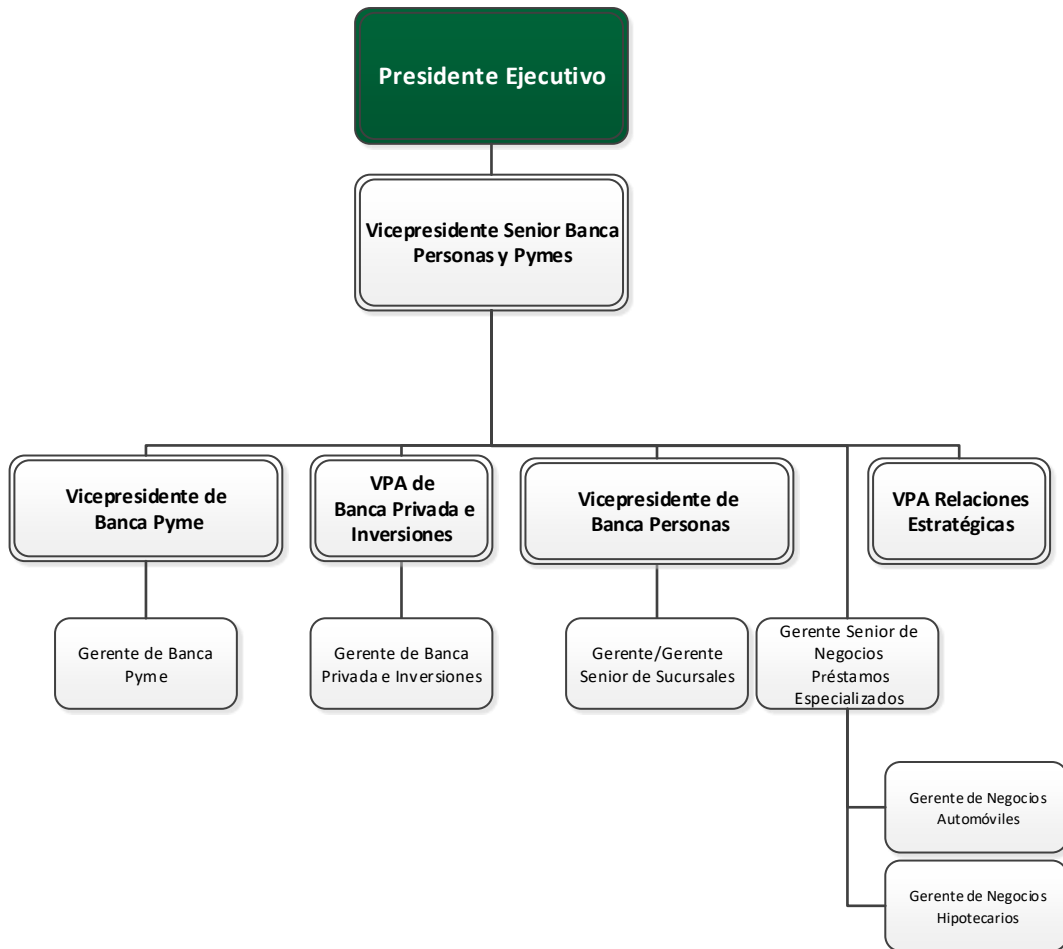 Presidente Ejecutivo
Vicepresidente Senior Banca
Personas y Pymes
Vicepresidente de
Banca Pyme
VPA de
Banca Privada e
Inversiones
Vicepresidente de
Banca Personas
VPA Relaciones
Estratégicas
Gerente de Banca
Pyme
Gerente de Banca
Privada e Inversiones
Gerente/Gerente
Senior de Sucursales
Gerente Senior de
Negocios
Préstamos
Especializados
Gerente de Negocios
Automóviles
Gerente de Negocios
Hipotecarios